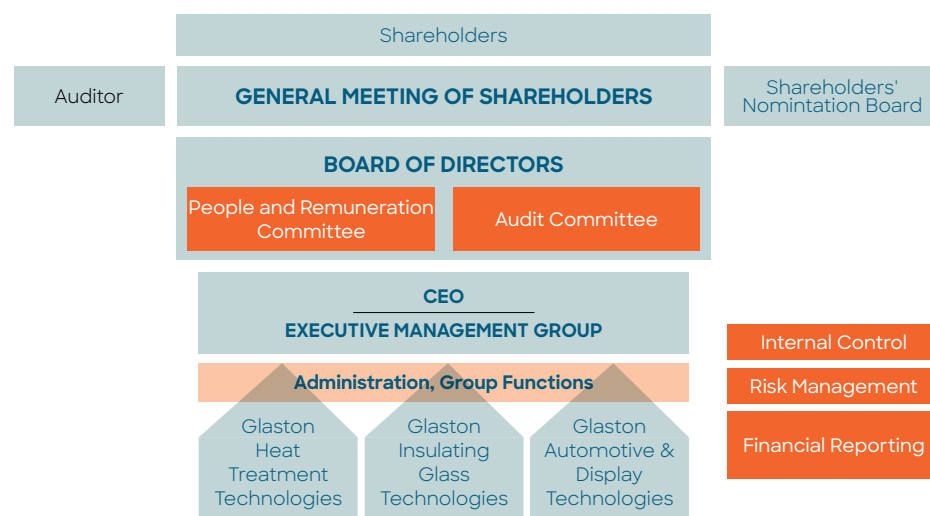 Shareholders
Auditor
GENERAL MEETING OF SHAREHOLDERS
Shareholders'
Nomintation Board
BOARD OF DIRECTORS
People and Remuneration
Committee
Audit Committee
CEO
EXECUTIVE MANAGEMENT GROUP
Internal Control
Administration, Group Functions
Risk Management
Glaston
Heat
Treatment
Technologies
Glaston
Insulating
Glass
Technologies
Glaston
Automotive &
Display
Technologies
Financial Reporting